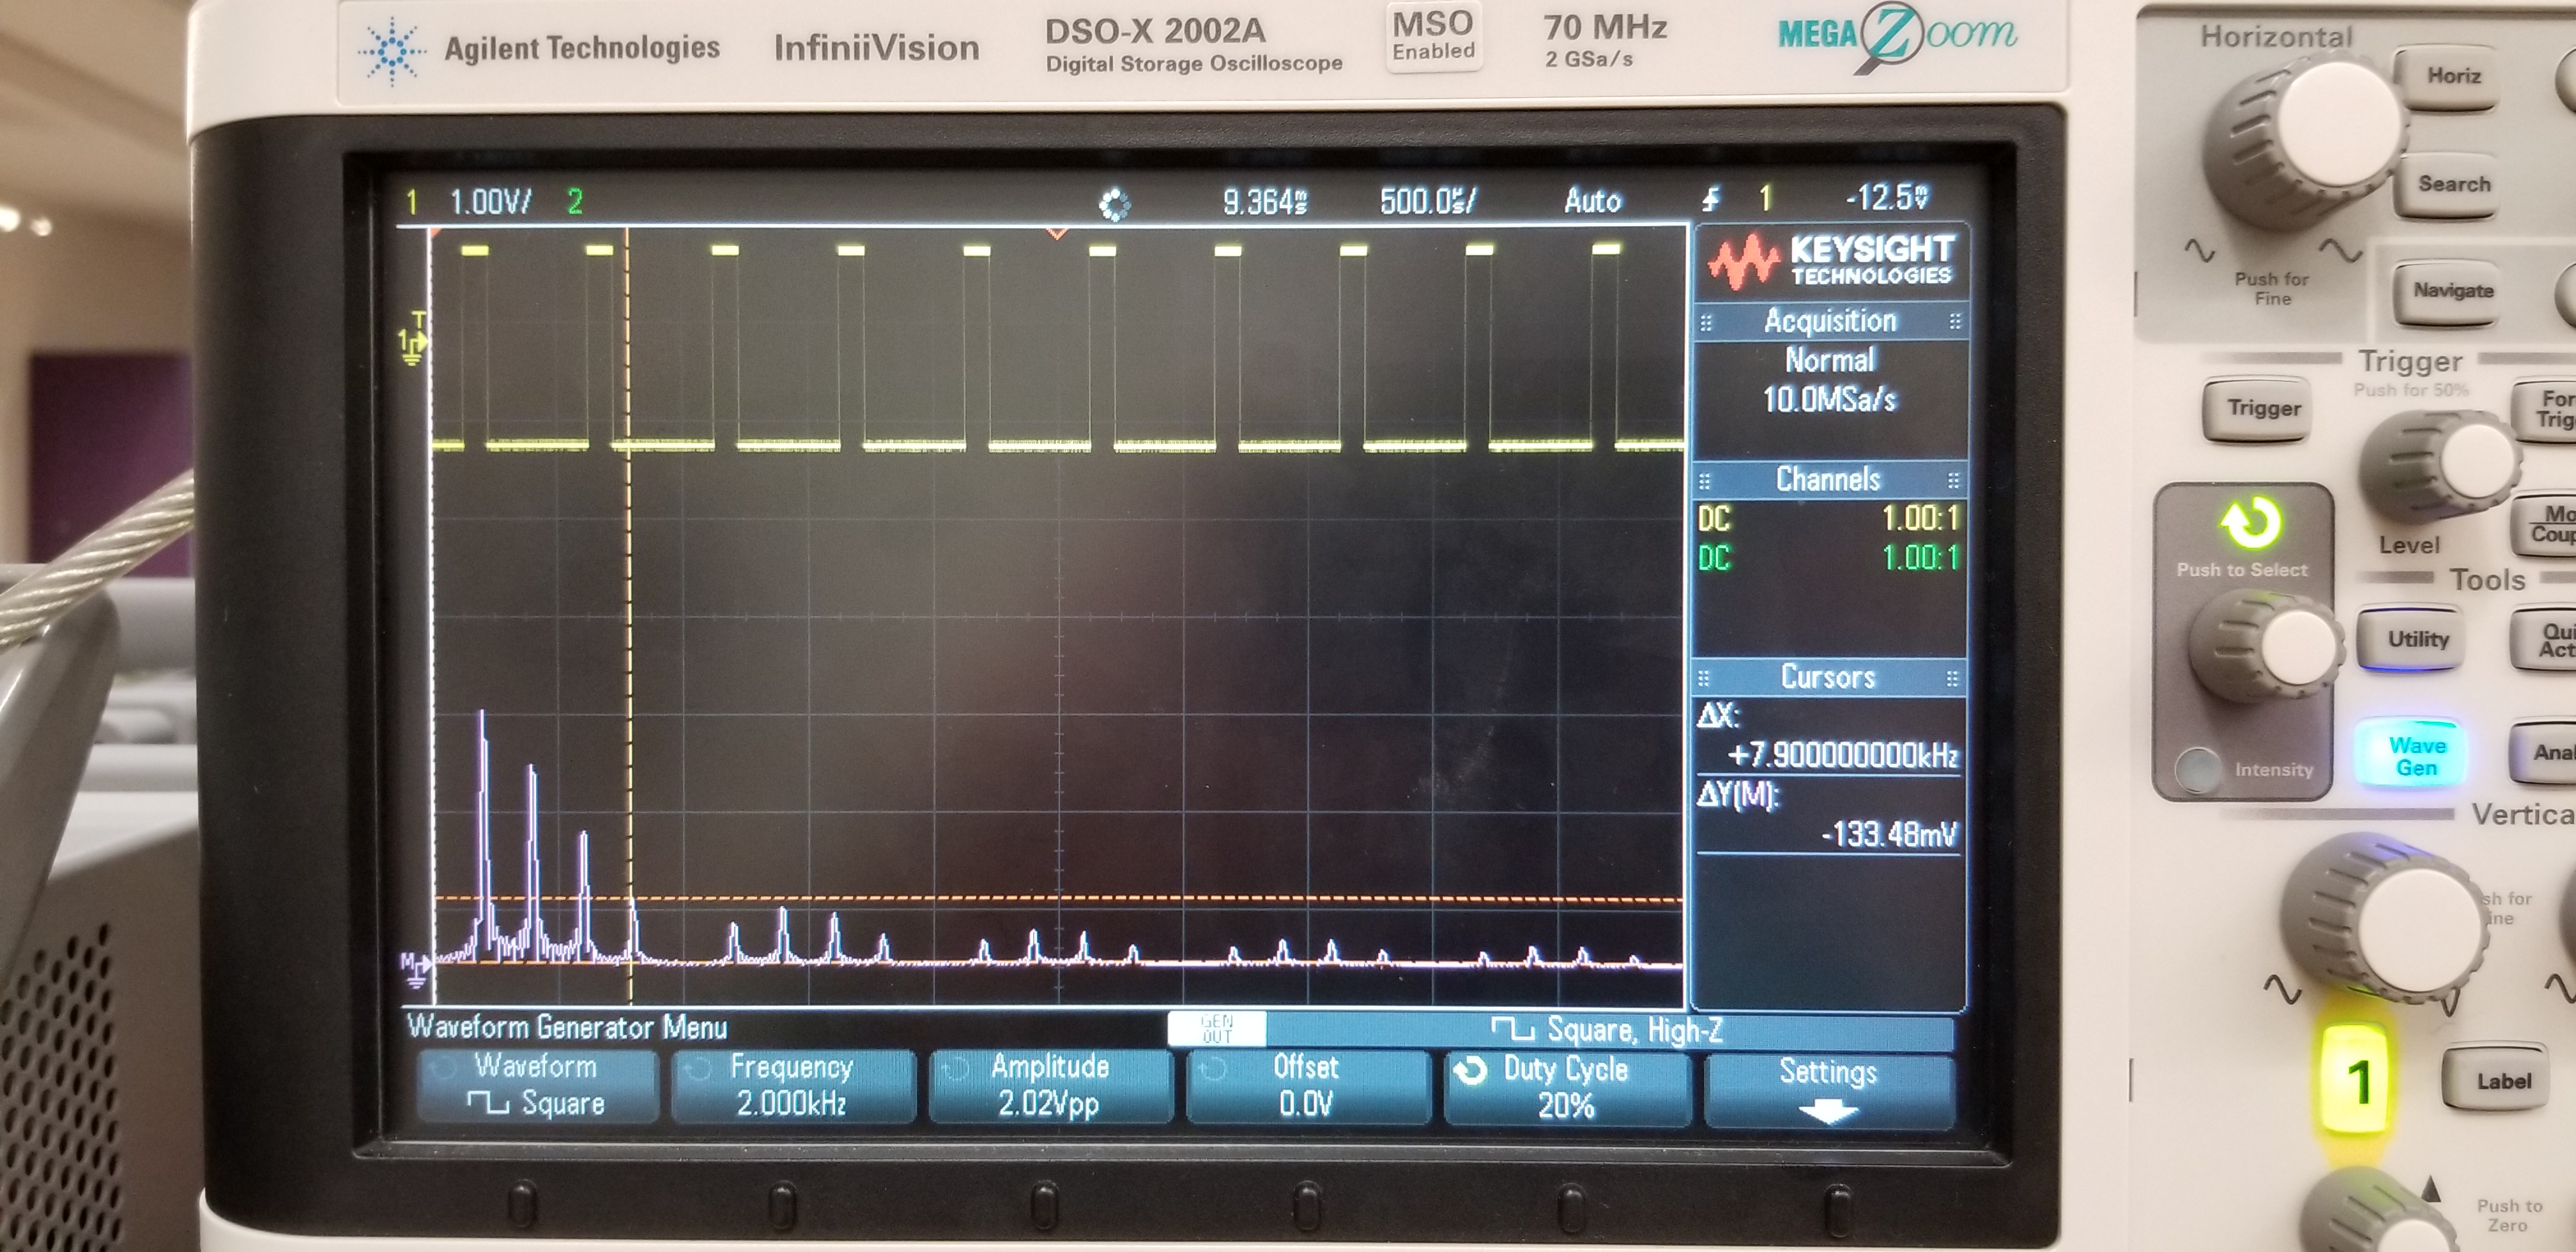 Agilent Technologies InfiniiVision DSO-X 2002A MSO 70 MHz MEGA Zoom
Digital Storage Oscilloscope Enabled 2 GSa/s
1 1.00V/ 2 9.364ms 500.0µs/ Auto 1 -12.5mV
KEYSIGHT
TECHNOLOGIES
Acquisition
Normal
10.0MSa/s
Channels
DC 1.00:1
DC 1.00:1
Cursors
ΔX:
+7.900000000kHz
ΔY(M):
-133.48mV
T
1
M
Waveform Generator Menu
GEN
OUT
Square, High-Z
Waveform Frequency Amplitude Offset Duty Cycle Settings
Square 2.000kHz 2.02Vpp 0.0V 20%
Horizontal
Horiz
Search
Push for
Fine
Navigate
Trigger
Push for 50%
Trigger
For
Trig
Level
Mo
Coup
Push to Select
Tools
Utility
Qui
Act
Wave
Gen
Anal
Intensity
Vertica
sh for
ine
1
Label
Push to
Zero